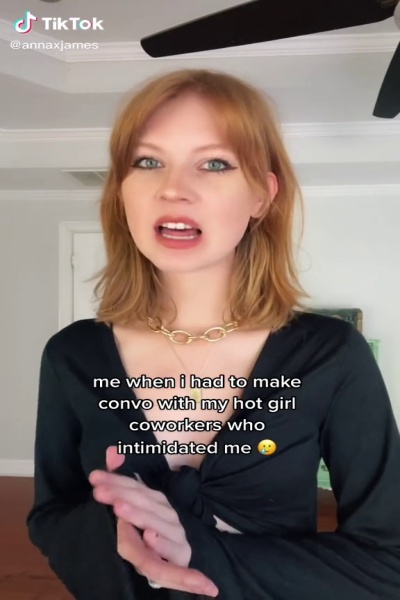 TikTok
@annaxjames
me when i had to make
convo with my hot girl
coworkers who
intimidated me 🥲